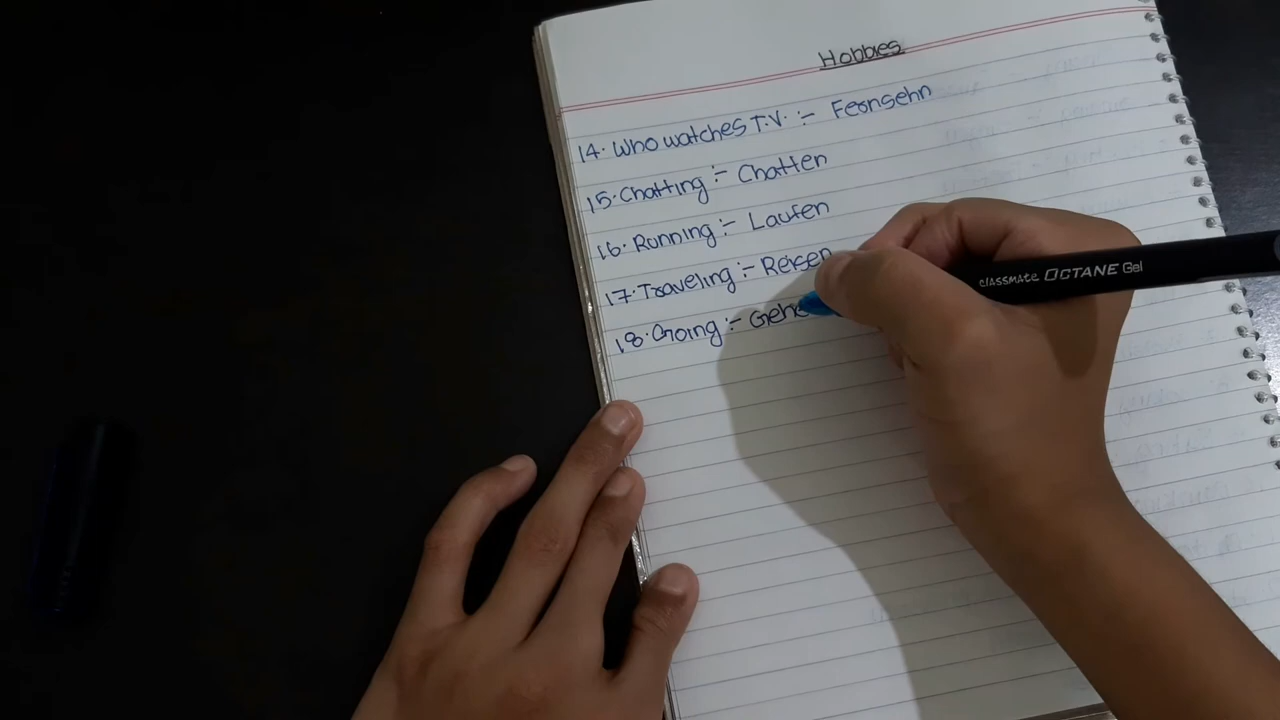 Hobbies
14. Who watches T.V. :- Fernsehn
15. Chatting :- Chatten
16. Running :- Laufen
17. Traveling :- Reisen
18. Going :- Gehe
classmate OCTANE Gel